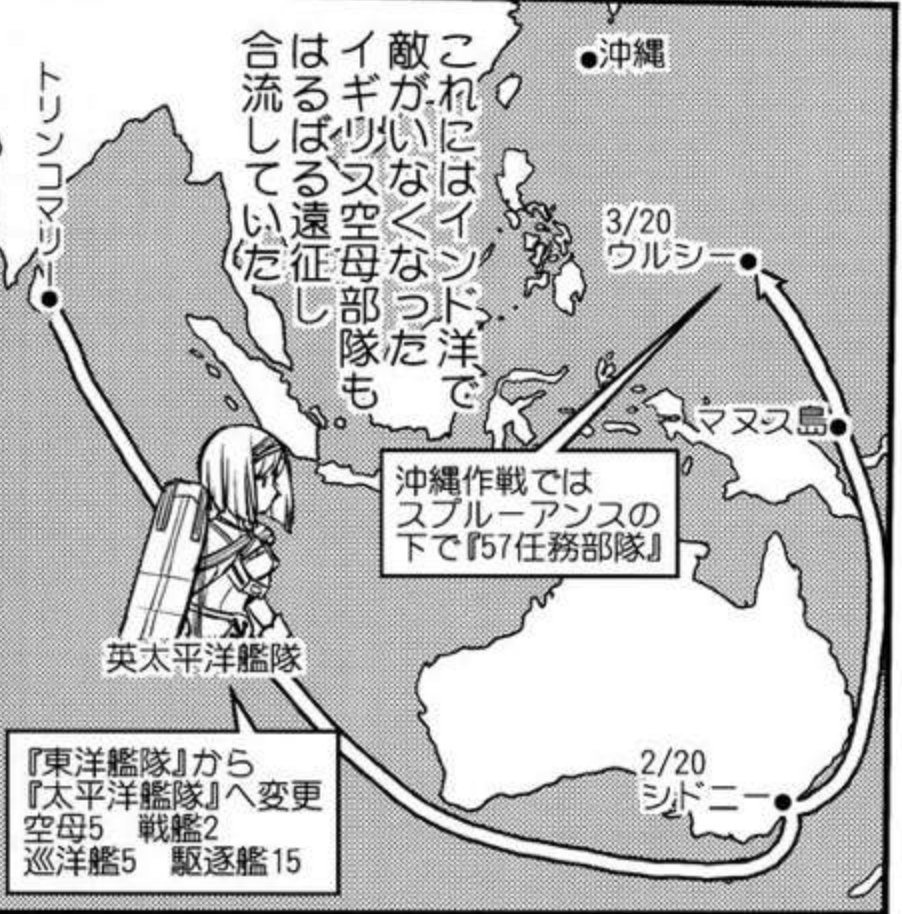 これにはインド洋で
敵がいなくなった
イギリス空母部隊も
はるばる遠征し
合流していた
●沖縄
3/20
ウルシー
マヌス島
沖縄作戦では
スプルーアンスの
下で『57任務部隊』
トリンコマリー
英太平洋艦隊
『東洋艦隊』から
『太平洋艦隊』へ変更
空母5 戦艦2
巡洋艦5 駆逐艦15
2/20
シドニー